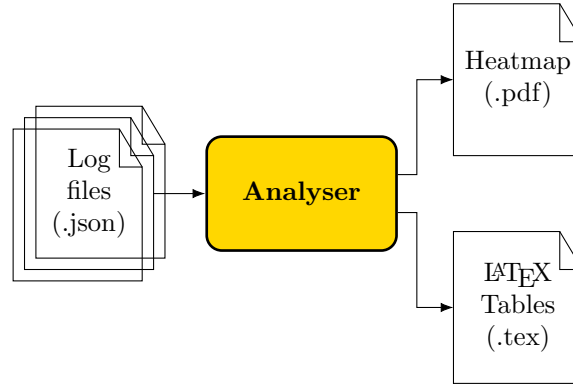 Log
files
(.json)
Analyser
Heatmap
(.pdf)
LATEX
Tables
(.tex)